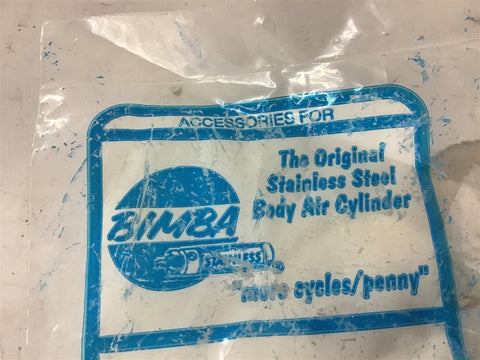 ACCESSORIES FOR
The Original
Stainless Steel
Body Air Cylinder
BIMBA
STAINLESS
"more cycles/penny"